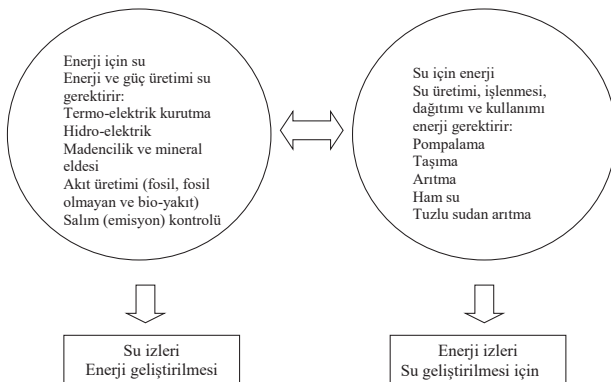 Enerji için su
Enerji ve güç üretimi su
gerektirir:
Termo-elektrik kurutma
Hidro-elektrik
Madencilik ve mineral
eldesi
Akıt üretimi (fosil, fosil
olmayan ve bio-yakıt)
Salım (emisyon) kontrolü
Su için enerji
Su üretimi, işlenmesi,
dağıtımı ve kullanımı
enerji gerektirir:
Pompalama
Taşıma
Arıtma
Ham su
Tuzlu sudan arıtma
Su izleri
Enerji geliştirilmesi
Enerji izleri
Su geliştirilmesi için